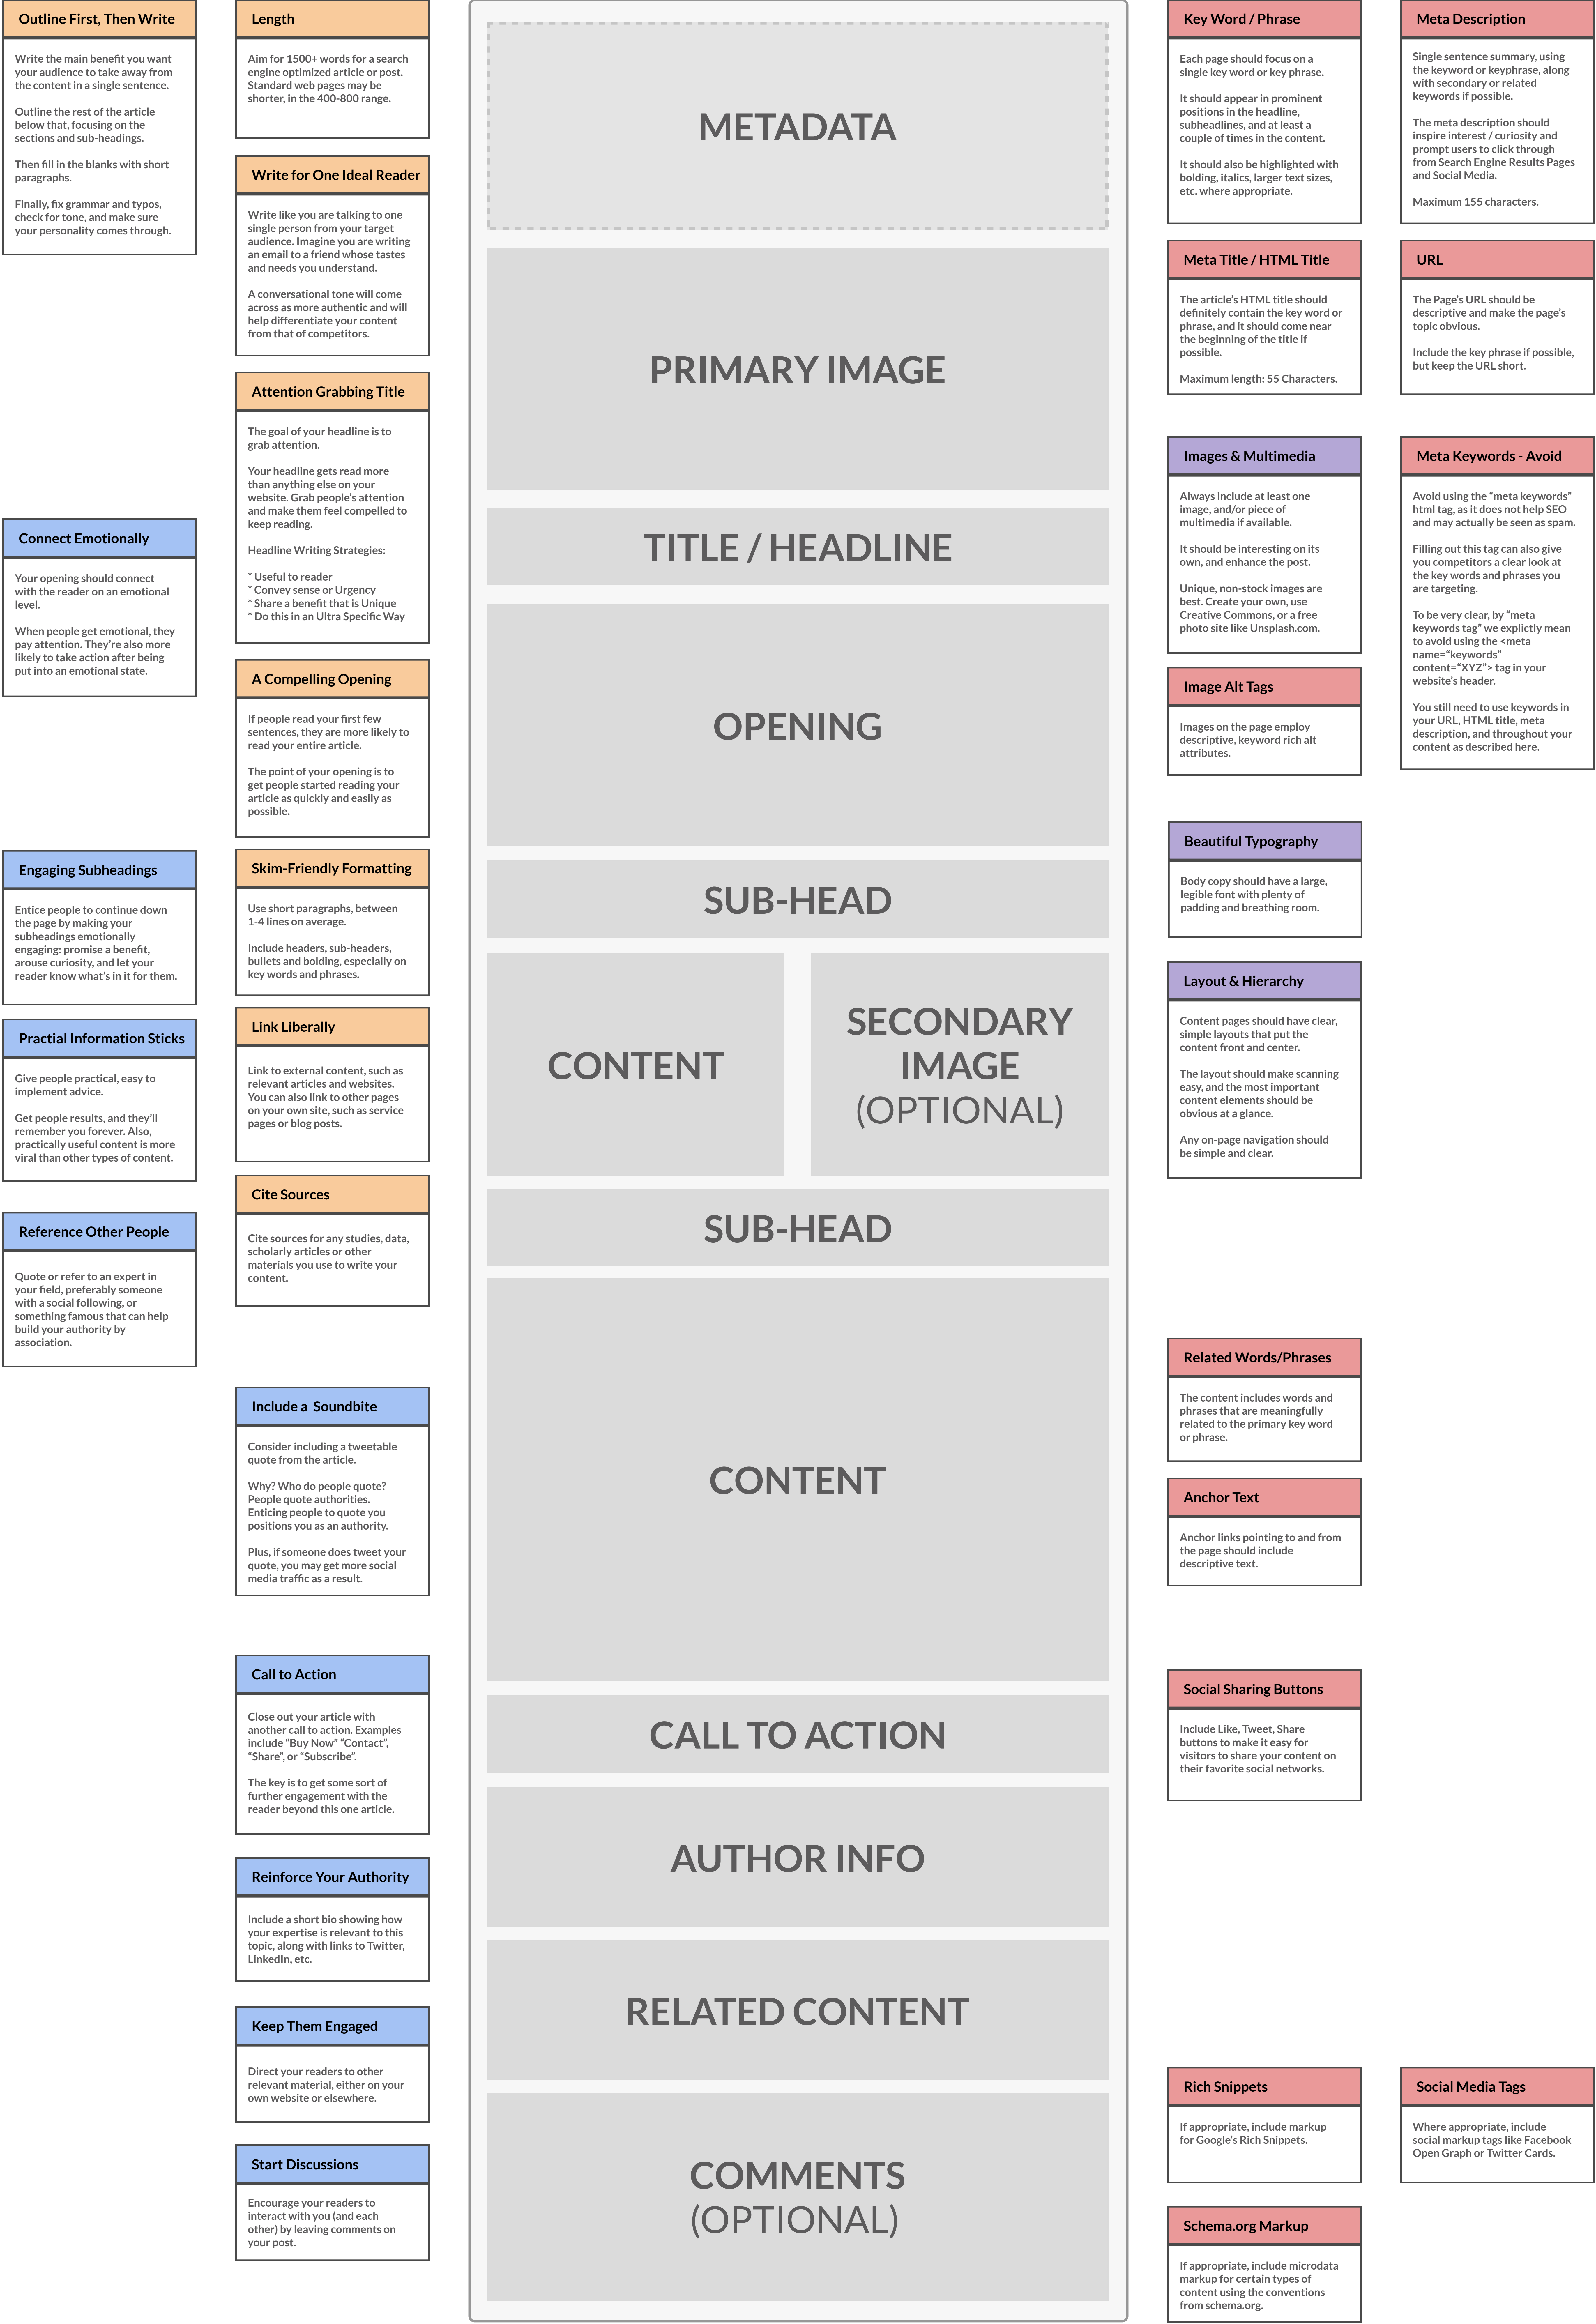 Outline First, Then Write
Write the main benefit you want
your audience to take away from
the content in a single sentence.
Outline the rest of the article
below that, focusing on the
sections and sub-headings.
Then fill in the blanks with short
paragraphs.
Finally, fix grammar and typos,
check for tone, and make sure
your personality comes through.
Connect Emotionally
Your opening should connect
with the reader on an emotional
level.
When people get emotional, they
pay attention. They're also more
likely to take action after being
put into an emotional state.
Engaging Subheadings
Entice people to continue down
the page by making your
subheadings emotionally
engaging: promise a benefit,
arouse curiosity, and let your
reader know what's in it for them.
Practial Information Sticks
Give people practical, easy to
implement advice.
Get people results, and they'll
remember you forever. Also,
practically useful content is more
viral than other types of content.
Reference Other People
Quote or refer to an expert in
your field, preferably someone
with a social following, or
something famous that can help
build your authority by
association.
Length
Aim for 1500+ words for a search
engine optimized article or post.
Standard web pages may be
shorter, in the 400-800 range.
Write for One Ideal Reader
Write like you are talking to one
single person from your target
audience. Imagine you are writing
an email to a friend whose tastes
and needs you understand.
A conversational tone will come
across as more authentic and will
help differentiate your content
from that of competitors.
Attention Grabbing Title
The goal of your headline is to
grab attention.
Your headline gets read more
than anything else on your
website. Grab people's attention
and make them feel compelled to
keep reading.
Headline Writing Strategies:
* Useful to reader
* Convey sense or Urgency
* Share a benefit that is Unique
* Do this in an Ultra Specific Way
A Compelling Opening
If people read your first few
sentences, they are more likely to
read your entire article.
The point of your opening is to
get people started reading your
article as quickly and easily as
possible.
Skim-Friendly Formatting
Use short paragraphs, between
1-4 lines on average.
Include headers, sub-headers,
bullets and bolding, especially on
key words and phrases.
Link Liberally
Link to external content, such as
relevant articles and websites.
You can also link to other pages
on your own site, such as service
pages or blog posts.
Cite Sources
Cite sources for any studies, data,
scholarly articles or other
materials you use to write your
content.
Include a Soundbite
Consider including a tweetable
quote from the article.
Why? Who do people quote?
People quote authorities.
Enticing people to quote you
positions you as an authority.
Plus, if someone does tweet your
quote, you may get more social
media traffic as a result.
Call to Action
Close out your article with
another call to action. Examples
include “Buy Now” “Contact”,
“Share”, or “Subscribe”.
The key is to get some sort of
further engagement with the
reader beyond this one article.
Reinforce Your Authority
Include a short bio showing how
your expertise is relevant to this
topic, along with links to Twitter,
LinkedIn, etc.
Keep Them Engaged
Direct your readers to other
relevant material, either on your
own website or elsewhere.
Start Discussions
Encourage your readers to
interact with you (and each
other) by leaving comments on
your post.
METADATA
PRIMARY IMAGE
TITLE / HEADLINE
OPENING
SUB-HEAD
CONTENT
SECONDARY
IMAGE
(OPTIONAL)
SUB-HEAD
CONTENT
CALL TO ACTION
AUTHOR INFO
RELATED CONTENT
COMMENTS
(OPTIONAL)
Key Word / Phrase
Each page should focus on a
single key word or key phrase.
It should appear in prominent
positions in the headline,
subheadlines, and at least a
couple of times in the content.
It should also be highlighted with
bolding, italics, larger text sizes,
etc. where appropriate.
Meta Title / HTML Title
The article's HTML title should
definitely contain the key word or
phrase, and it should come near
the beginning of the title if
possible.
Maximum length: 55 Characters.
Images & Multimedia
Always include at least one
image, and/or piece of
multimedia if available.
It should be interesting on its
own, and enhance the post.
Unique, non-stock images are
best. Create your own, use
Creative Commons, or a free
photo site like Unsplash.com.
Image Alt Tags
Images on the page employ
descriptive, keyword rich alt
attributes.
Beautiful Typography
Body copy should have a large,
legible font with plenty of
padding and breathing room.
Layout & Hierarchy
Content pages should have clear,
simple layouts that put the
content front and center.
The layout should make scanning
easy, and the most important
content elements should be
obvious at a glance.
Any on-page navigation should
be simple and clear.
Related Words/Phrases
The content includes words and
phrases that are meaningfully
related to the primary key word
or phrase.
Anchor Text
Anchor links pointing to and from
the page should include
descriptive text.
Social Sharing Buttons
Include Like, Tweet, Share
buttons to make it easy for
visitors to share your content on
their favorite social networks.
Rich Snippets
If appropriate, include markup
for Google's Rich Snippets.
Schema.org Markup
If appropriate, include microdata
markup for certain types of
content using the conventions
from schema.org.
Meta Description
Single sentence summary, using
the keyword or keyphrase, along
with secondary or related
keywords if possible.
The meta description should
inspire interest / curiosity and
prompt users to click through
from Search Engine Results Pages
and Social Media.
Maximum 155 characters.
URL
The Page's URL should be
descriptive and make the page's
topic obvious.
Include the key phrase if possible,
but keep the URL short.
Meta Keywords - Avoid
Avoid using the “meta keywords”
html tag, as it does not help SEO
and may actually be seen as spam.
Filling out this tag can also give
you competitors a clear look at
the key words and phrases you
are targeting.
To be very clear, by “meta
keywords tag” we explictly mean
to avoid using the <meta
name=“keywords”
content=“XYZ”> tag in your
website's header.
You still need to use keywords in
your URL, HTML title, meta
description, and throughout your
content as described here.
Social Media Tags
Where appropriate, include
social markup tags like Facebook
Open Graph or Twitter Cards.